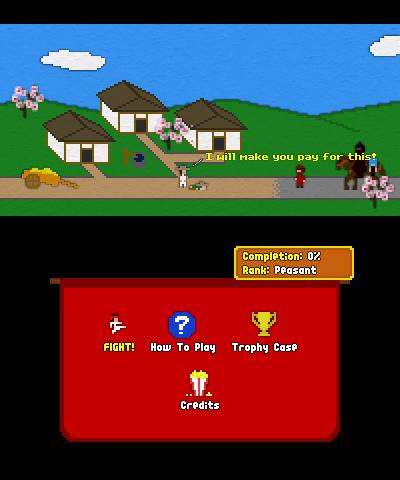 I will make you pay for this!
Completion: 0%
Rank: Peasant
FIGHT!
How To Play
Trophy Case
Credits